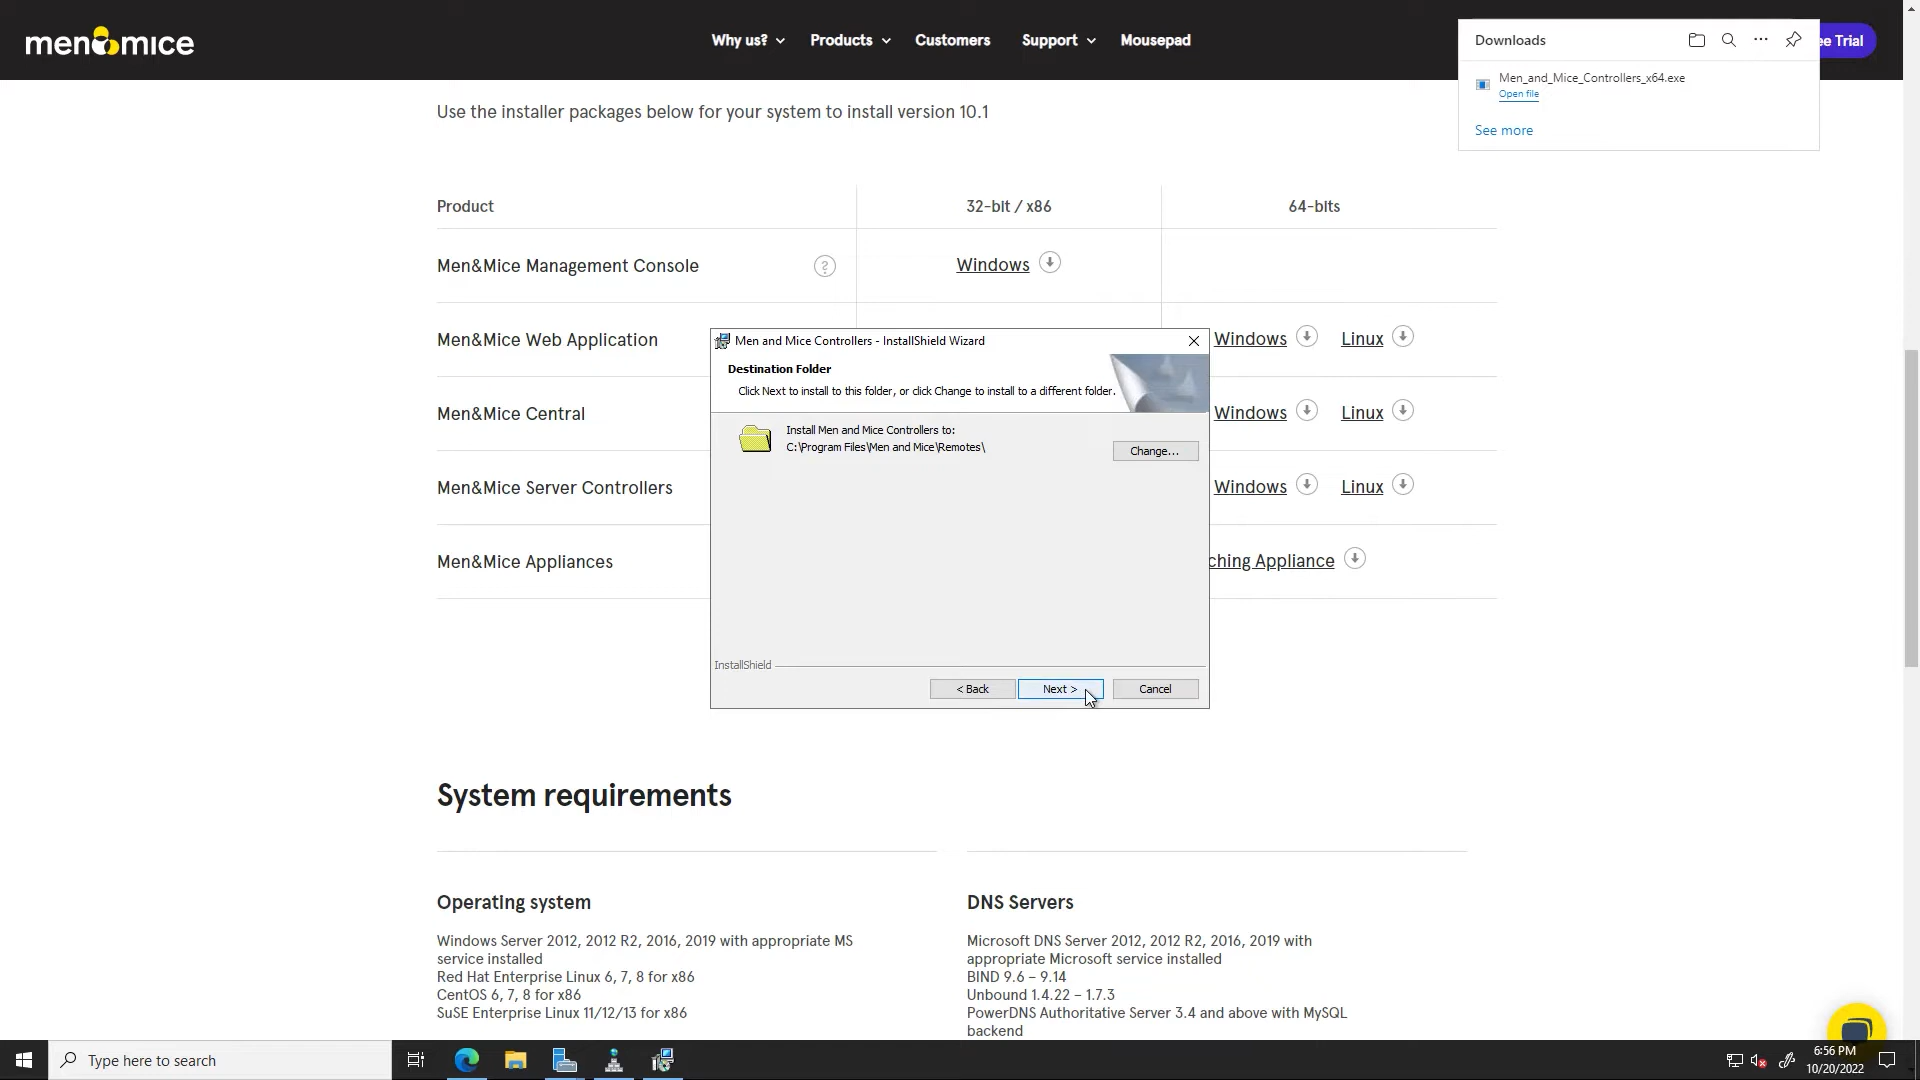 men&mice
Why us?
Products
Customers
Support
Mousepad
ee Trial
Downloads
Men_and_Mice_Controllers_x64.exe
Open file
See more
Use the installer packages below for your system to install version 10.1
Product
32-bit / x86
64-bits
Men&Mice Management Console
?
Windows
Men&Mice Web Application
Windows
Linux
Men&Mice Central
Windows
Linux
Men&Mice Server Controllers
Windows
Linux
Men&Mice Appliances
ching Appliance
Men and Mice Controllers - InstallShield Wizard
Destination Folder
Click Next to install to this folder, or click Change to install to a different folder.
Install Men and Mice Controllers to:
C:\Program Files\Men and Mice\Remotes\
Change...
InstallShield
< Back
Next >
Cancel
System requirements
Operating system
Windows Server 2012, 2012 R2, 2016, 2019 with appropriate MS
service installed
Red Hat Enterprise Linux 6, 7, 8 for x86
CentOS 6, 7, 8 for x86
SuSE Enterprise Linux 11/12/13 for x86
DNS Servers
Microsoft DNS Server 2012, 2012 R2, 2016, 2019 with
appropriate Microsoft service installed
BIND 9.6 – 9.14
Unbound 1.4.22 – 1.7.3
PowerDNS Authoritative Server 3.4 and above with MySQL
backend
Type here to search
6:56 PM
10/20/2022